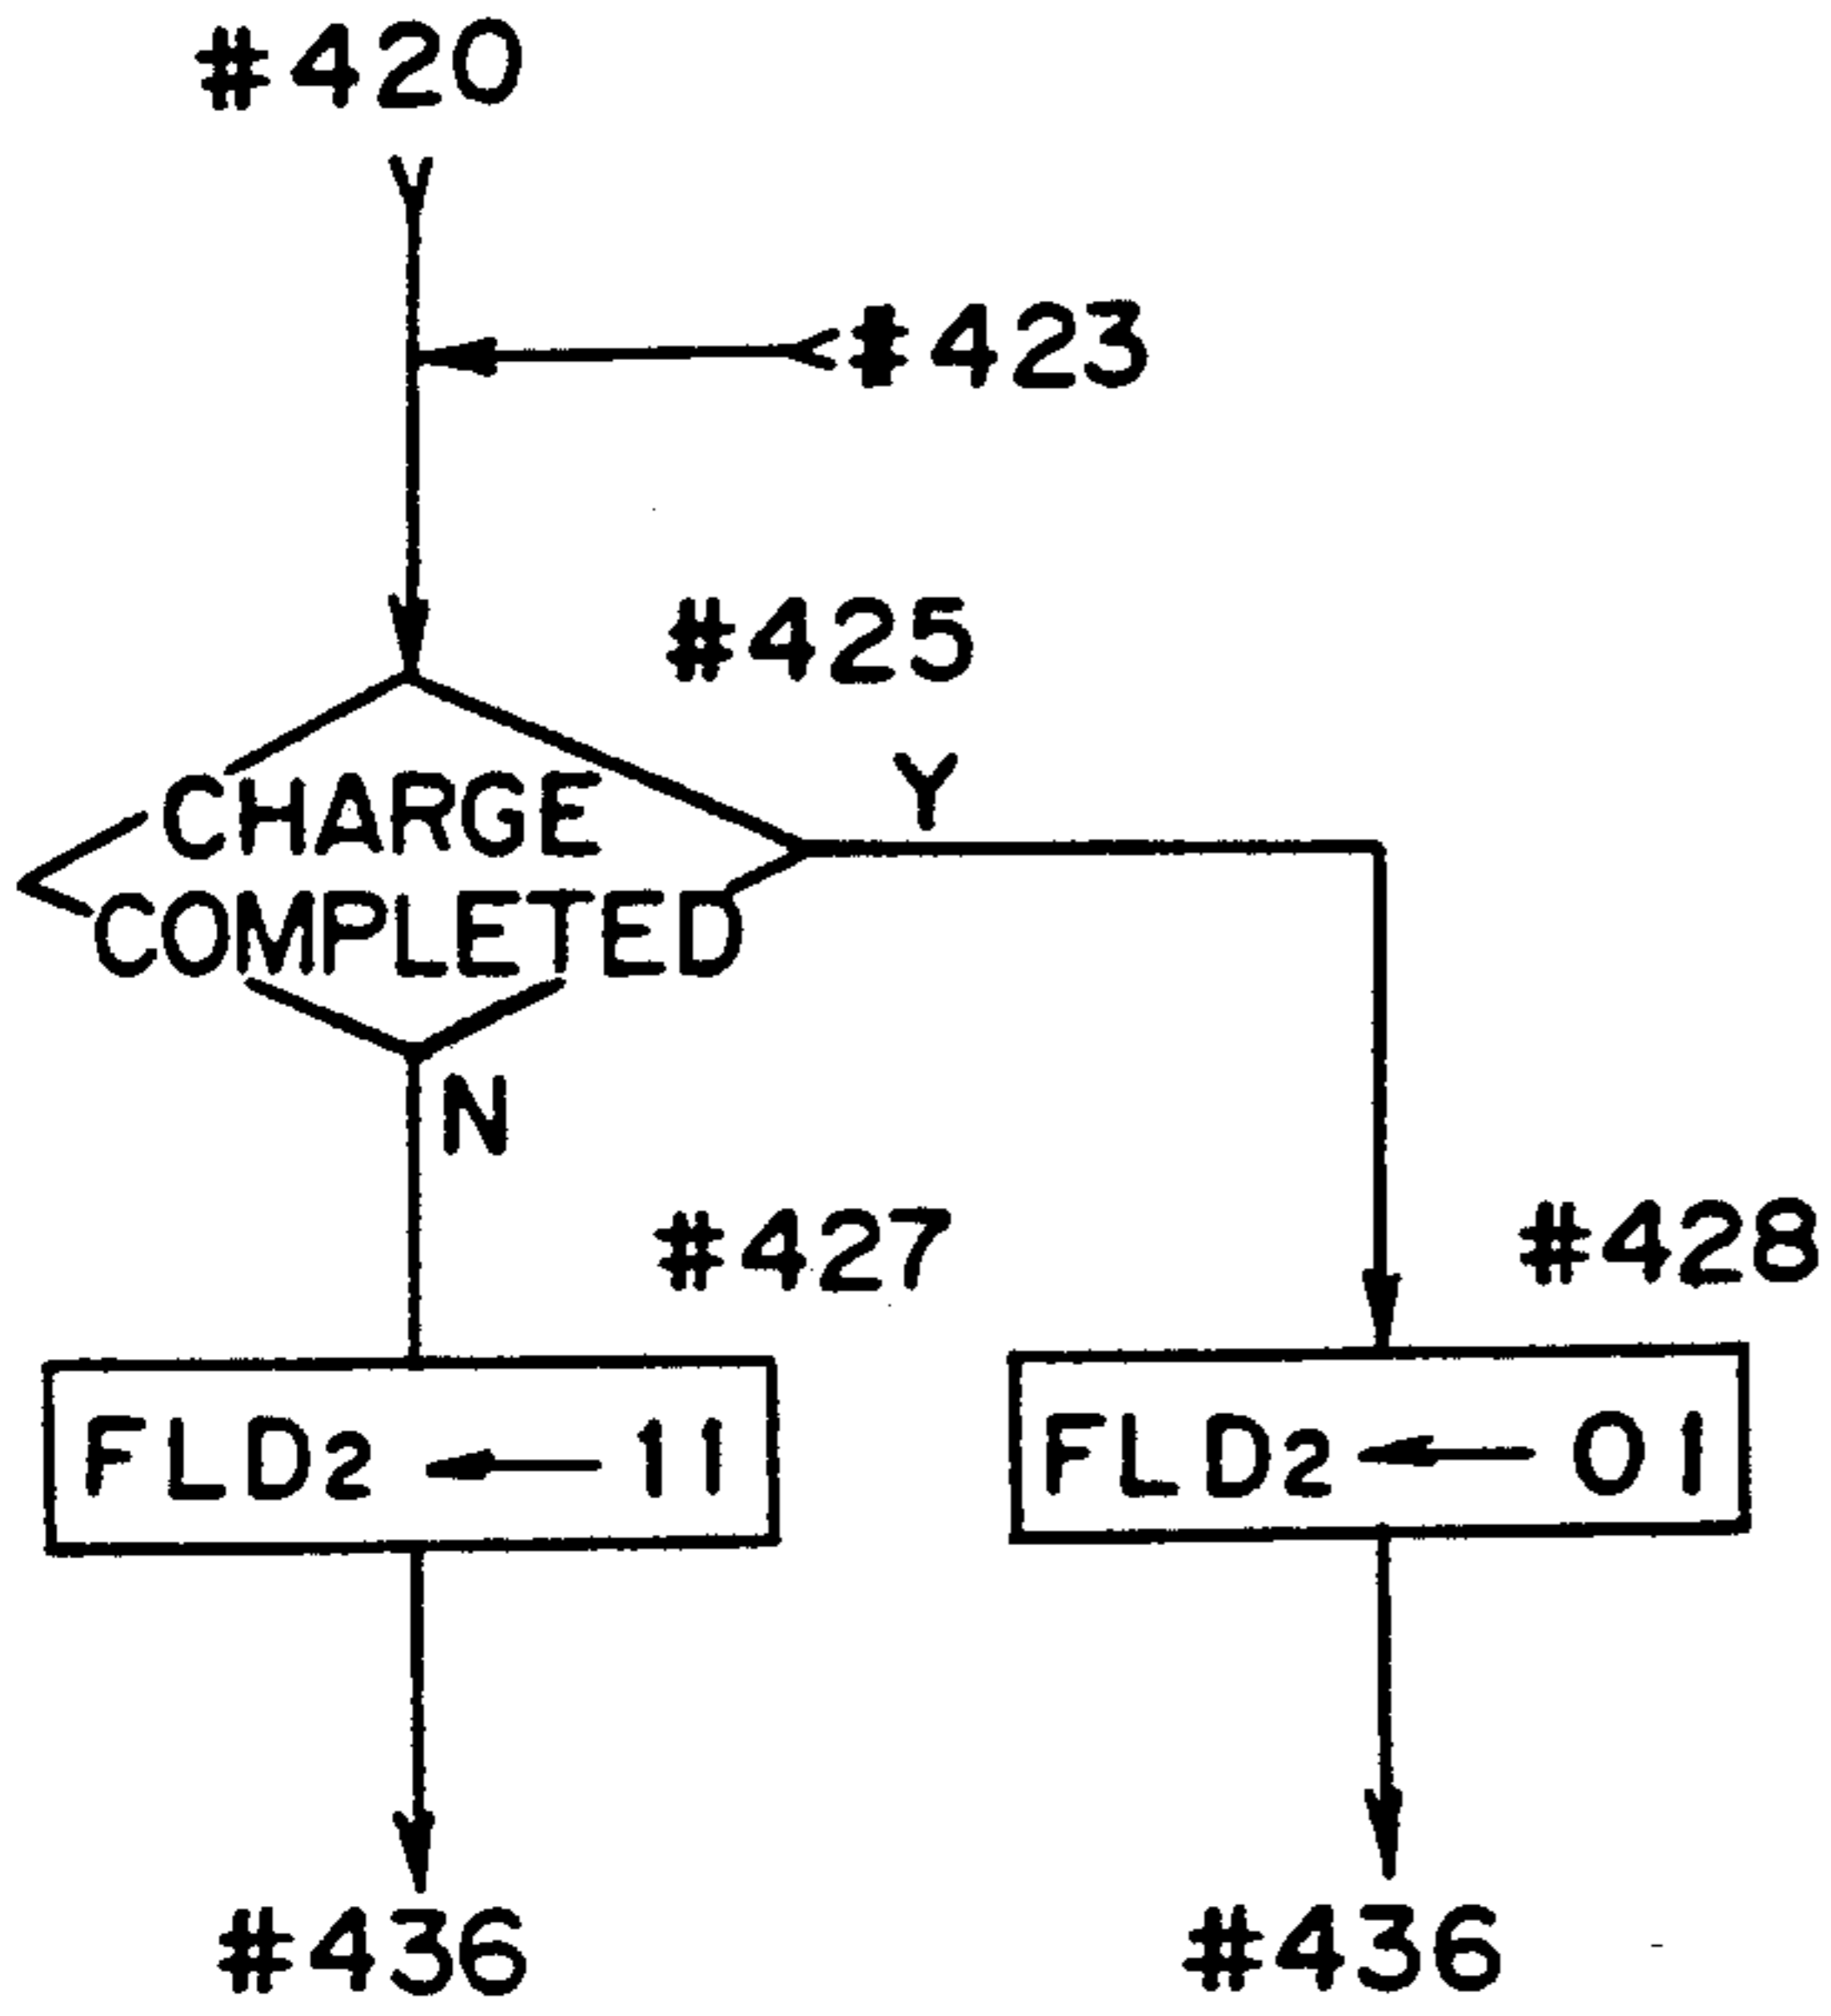 #420
#423
#425
CHARGE
COMPLETED
Y
N
#427
#428
FLD2 ← 11
FLD2 ← 01
#436
#436